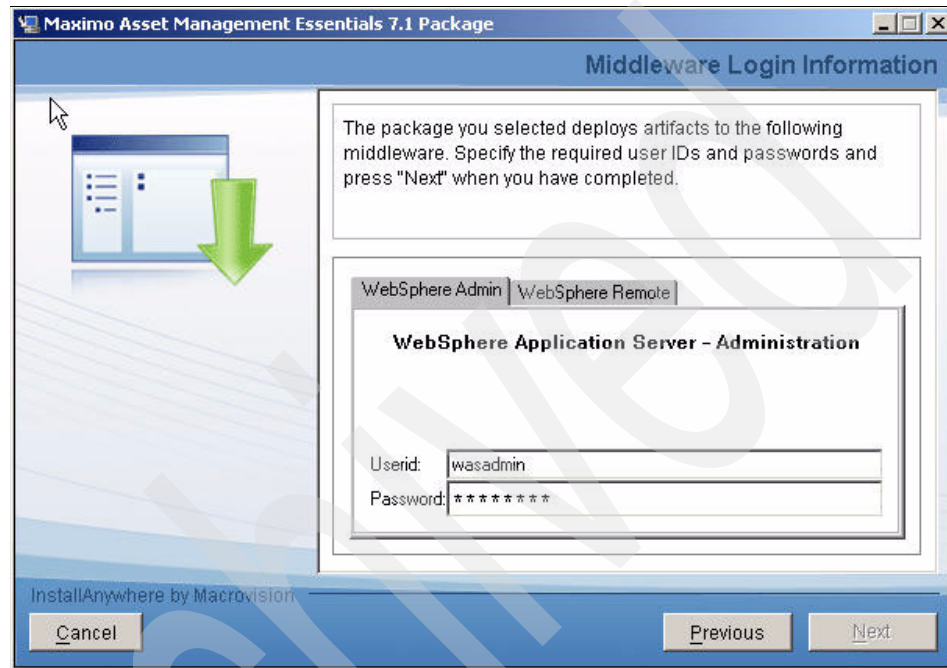 Maximo Asset Management Essentials 7.1 Package
Middleware Login Information
The package you selected deploys artifacts to the following
middleware. Specify the required user IDs and passwords and
press "Next" when you have completed.
WebSphere Admin
WebSphere Remote
WebSphere Application Server - Administration
Userid: wasadmin
Password: ********
InstallAnywhere by Macrovision
Cancel
Previous
Next